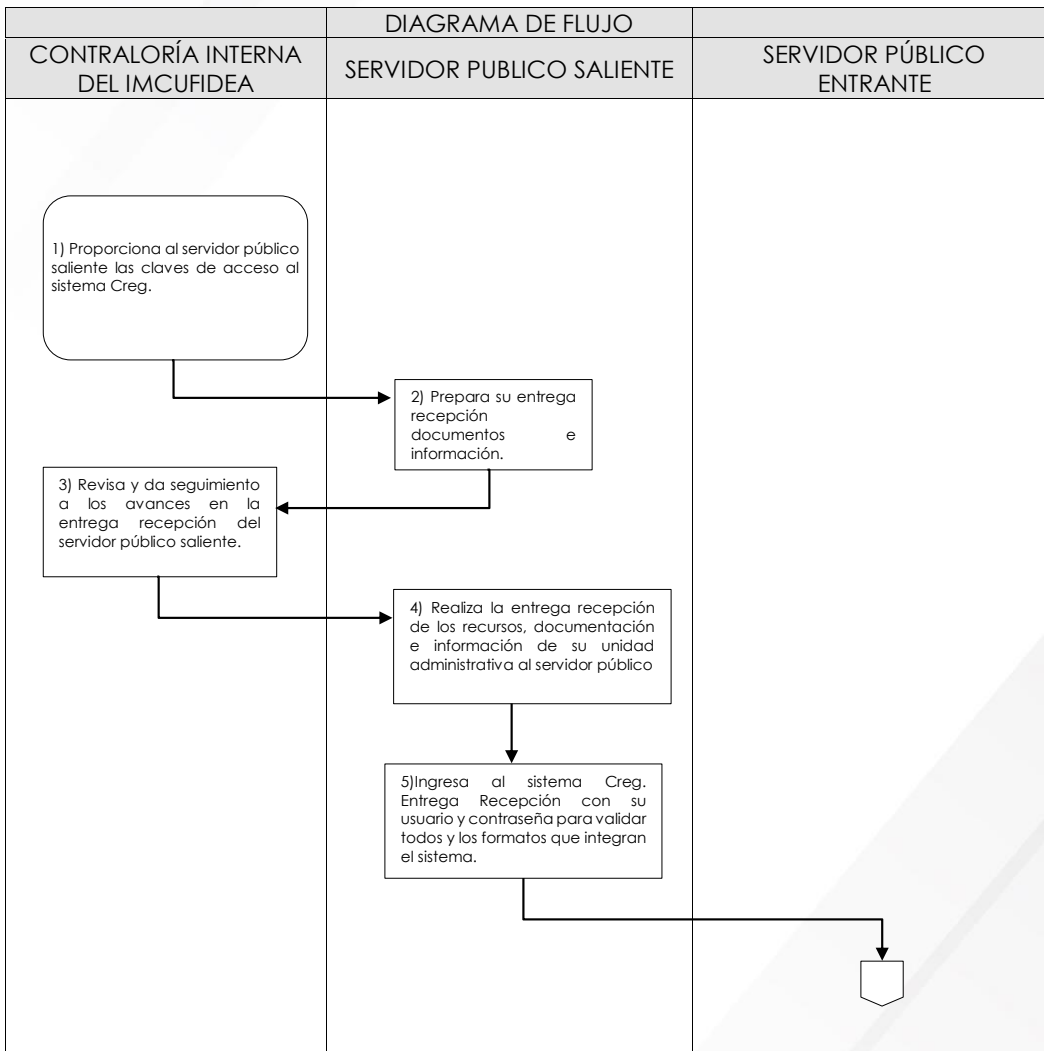 DIAGRAMA DE FLUJO
CONTRALORÍA INTERNA
DEL IMCUFIDEA
SERVIDOR PUBLICO SALIENTE
SERVIDOR PÚBLICO
ENTRANTE
1) Proporciona al servidor público
saliente las claves de acceso al
sistema Creg.
2) Prepara su entrega
recepción
documentos e
información.
3) Revisa y da seguimiento
a los avances en la
entrega recepción del
servidor público saliente.
4) Realiza la entrega recepción
de los recursos, documentación
e información de su unidad
administrativa al servidor público
5)Ingresa al sistema Creg.
Entrega Recepción con su
usuario y contraseña para validar
todos y los formatos que integran
el sistema.